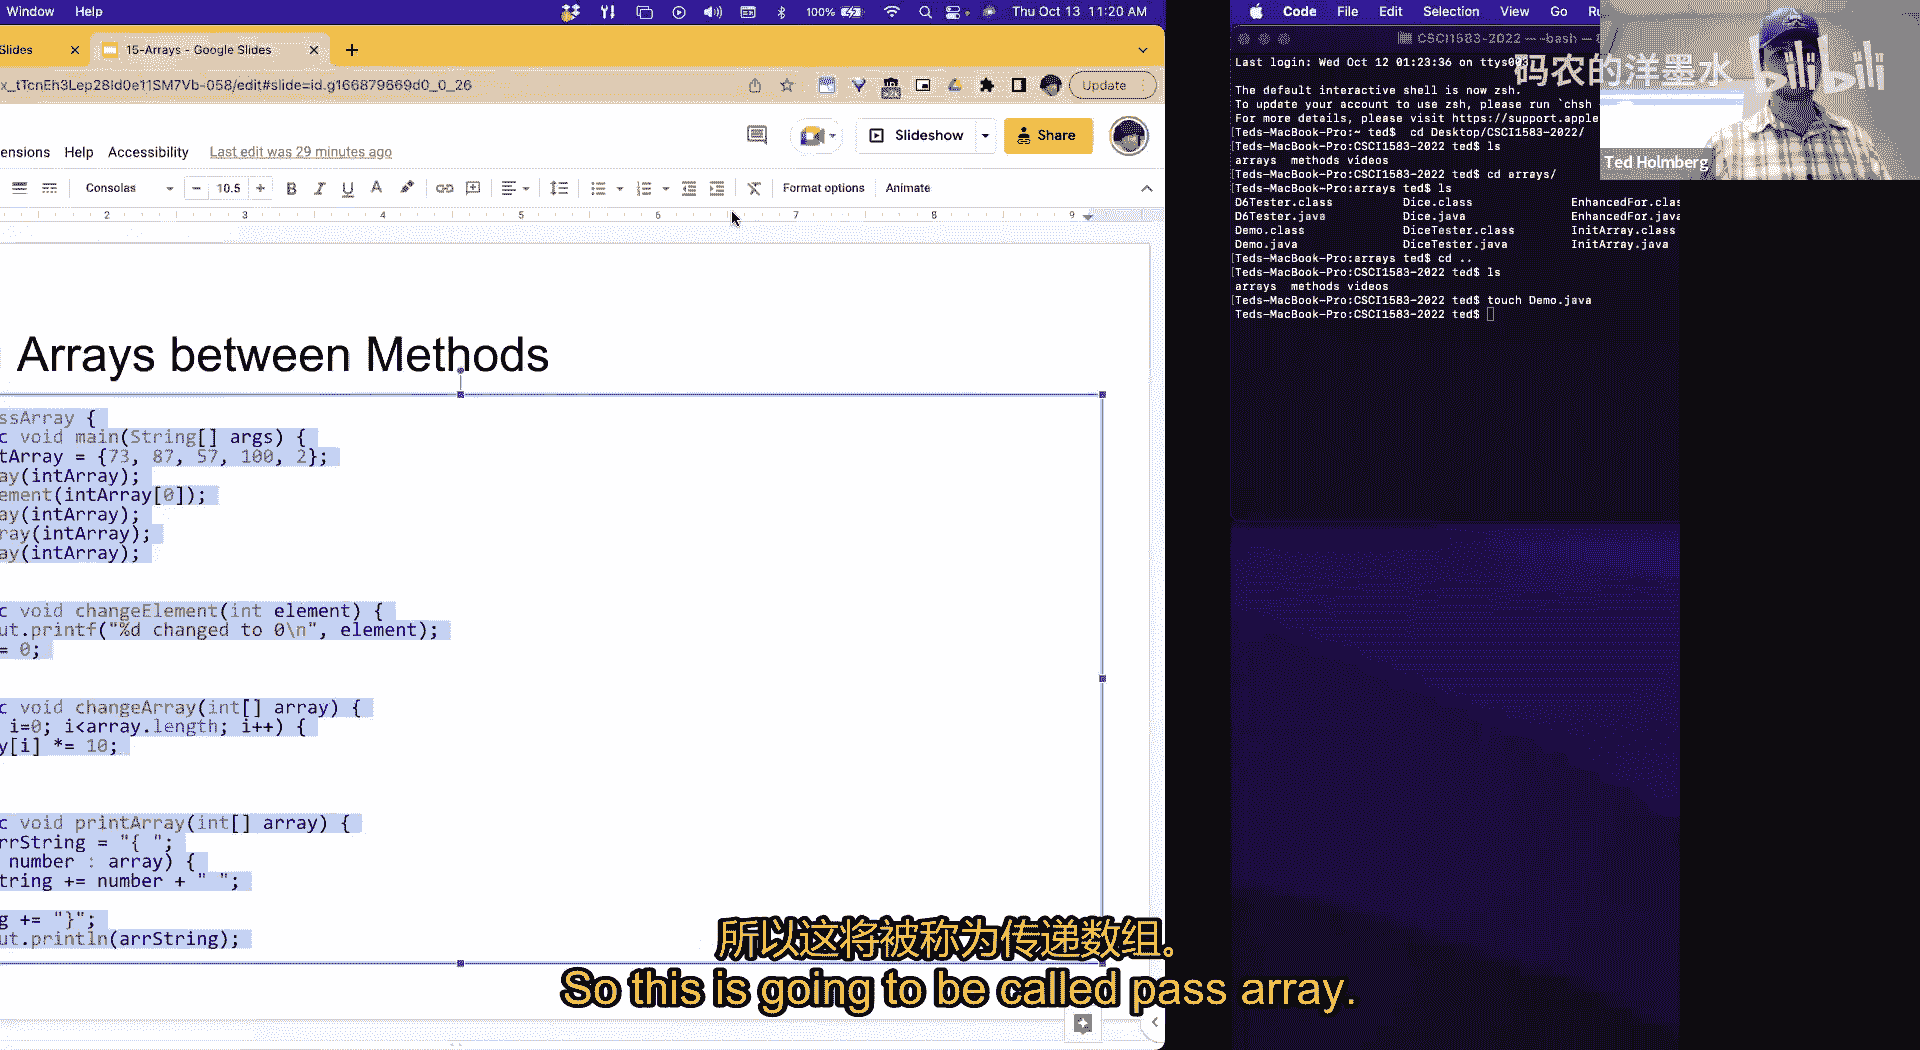 Window Help
100%
Thu Oct 13 11:20 AM
Slides
15-Arrays - Google Slides
x_tTcnEh3Lep28Id0e11SM7Vb-058/edit#slide=id.g166879669d0_0_26
Update
Slideshow
Share
ensions Help Accessibility Last edit was 29 minutes ago
Consolas
10.5
Format options
Animate
2 3 4 5 6 7 8 9
Arrays between Methods
ssArray {
c void main(String[] args) {
tArray = {73, 87, 57, 100, 2};
ay(intArray);
ement(intArray[0]);
ay(intArray);
ray(intArray);
ay(intArray);
c void changeElement(int element) {
ut.printf("%d changed to 0\n", element);
= 0;
c void changeArray(int[] array) {
i=0; i<array.length; i++) {
y[i] *= 10;
c void printArray(int[] array) {
rrString = "{ ";
number : array) {
tring += number + " ";
g += "}";
ut.println(arrString);
Code File Edit Selection View Go Ru
CSCI1583-2022 — -bash —
Last login: Wed Oct 12 01:23:36 on ttys00
The default interactive shell is now zsh.
To update your account to use zsh, please run `chsh
For more details, please visit https://support.apple
[Teds-MacBook-Pro:~ ted$ cd Desktop/CSCI1583-2022/
[Teds-MacBook-Pro:CSCI1583-2022 ted$ ls
arrays methods videos
[Teds-MacBook-Pro:CSCI1583-2022 ted$ cd arrays/
[Teds-MacBook-Pro:arrays ted$ ls
D6Tester.class Dice.class EnhancedFor.clas
D6Tester.java Dice.java EnhancedFor.java
Demo.class DiceTester.class InitArray.class
Demo.java DiceTester.java InitArray.java
[Teds-MacBook-Pro:arrays ted$ cd ..
[Teds-MacBook-Pro:CSCI1583-2022 ted$ ls
arrays methods videos
[Teds-MacBook-Pro:CSCI1583-2022 ted$ touch Demo.java
Teds-MacBook-Pro:CSCI1583-2022 ted$
码农的洋墨水 bilibili
Ted Holmberg
所以这将被称为传递数组。
So this is going to be called pass array.